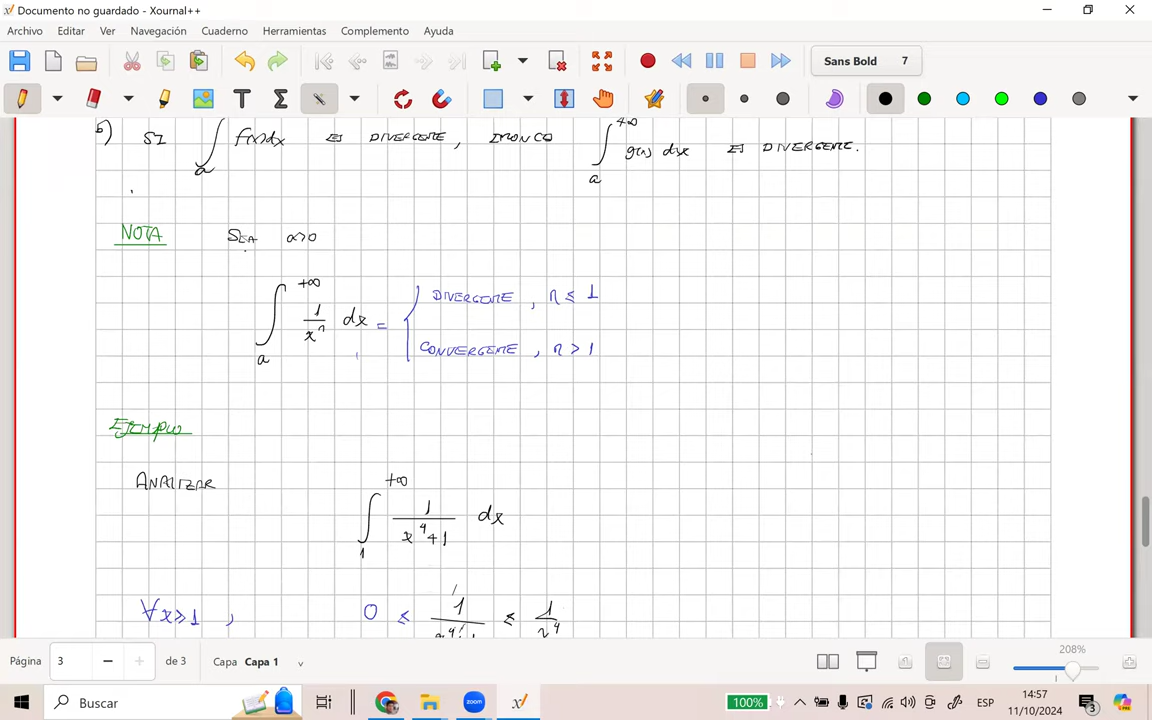 Documento no guardado - Xournal++
Archivo Editar Ver Navegación Cuaderno Herramientas Complemento Ayuda
Sans Bold 7
b) SI ∫ₐ f(x)dx ES DIVERGENTE, ENTONCES ∫ₐ^+∞ g(x) dx ES DIVERGENTE.
NOTA SEA a>0
∫ₐ^+∞ 1/xⁿ dx = { DIVERGENTE, n ≤ 1
CONVERGENTE, n > 1
EJEMPLO
ANALIZAR ∫₁^+∞ 1/(x⁴+1) dx
∀x≥1, 0 ≤ 1/(x⁴+1) ≤ 1/x⁴
Página 3 de 3 Capa Capa 1 208%
Buscar 100% ESP 14:57
11/10/2024 3